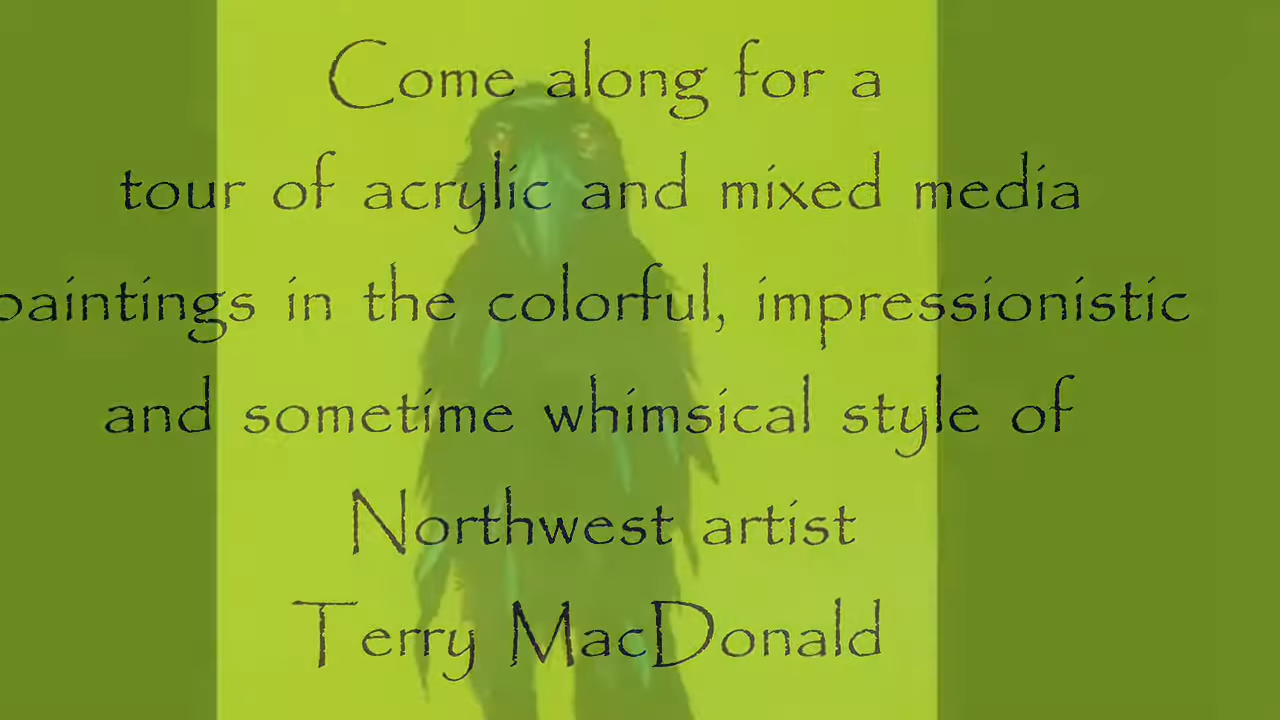 Come along for a
tour of acrylic and mixed media
paintings in the colorful, impressionistic
and sometime whimsical style of
Northwest artist
Terry MacDonald